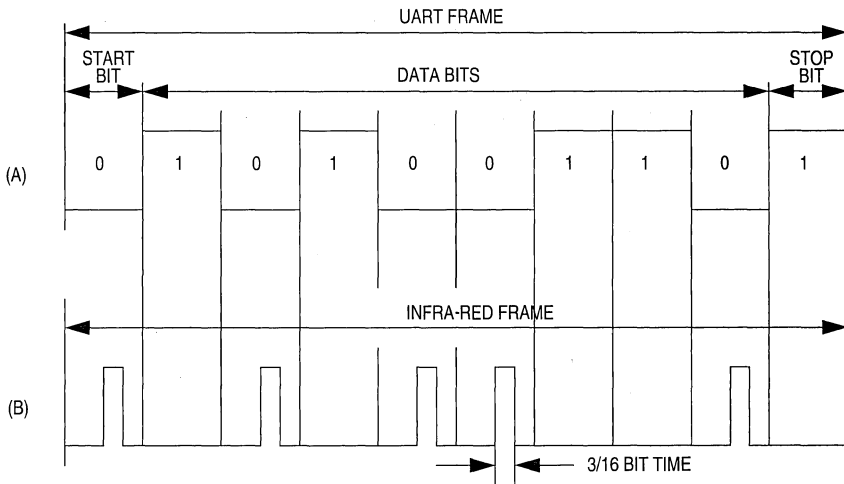 UART FRAME
START
BIT
DATA BITS
STOP
BIT
(A)
0 1 0 1 0 0 1 1 0 1
INFRA-RED FRAME
(B)
3/16 BIT TIME